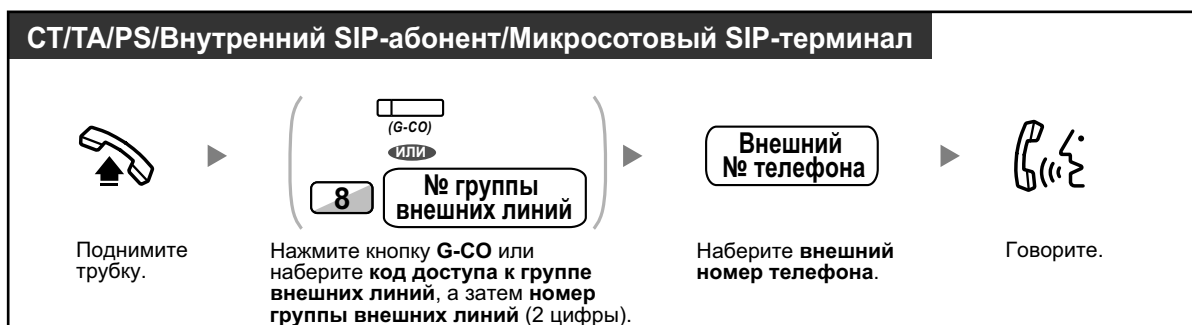 СТ/ТА/PS/Внутренний SIP-абонент/Микросотовый SIP-терминал
(G-CO)
или
8
№ группы
внешних линий
Внешний
№ телефона
Поднимите
трубку.
Нажмите кнопку G-CO или
наберите код доступа к группе
внешних линий, а затем номер
группы внешних линий (2 цифры).
Наберите внешний
номер телефона.
Говорите.